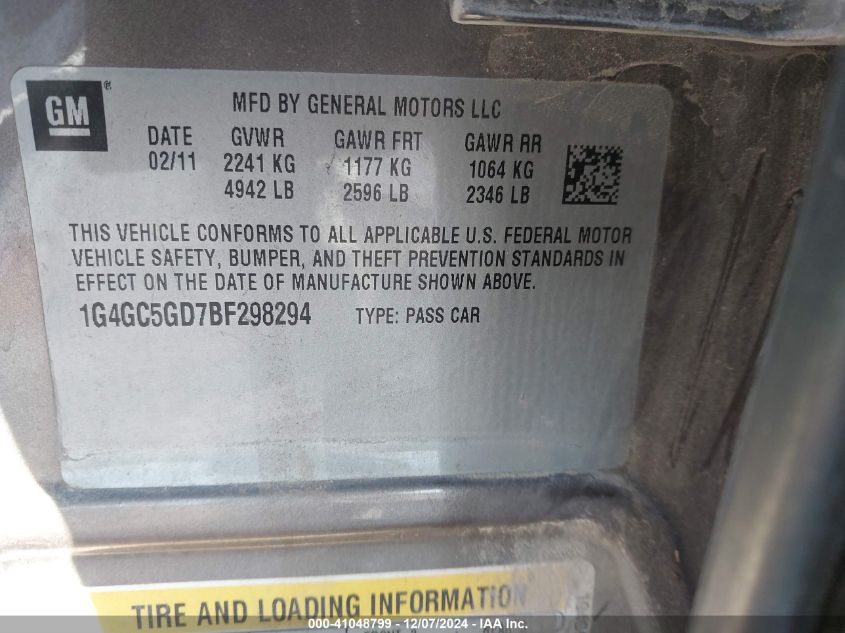 GM
MFD BY GENERAL MOTORS LLC
DATE GVWR GAWR FRT GAWR RR
02/11 2241 KG 1177 KG 1064 KG
4942 LB 2596 LB 2346 LB
THIS VEHICLE CONFORMS TO ALL APPLICABLE U.S. FEDERAL MOTOR
VEHICLE SAFETY, BUMPER, AND THEFT PREVENTION STANDARDS IN
EFFECT ON THE DATE OF MANUFACTURE SHOWN ABOVE.
1G4GC5GD7BF298294 TYPE: PASS CAR
TIRE AND LOADING INFORMATION
000-41048799 - 12/07/2024 - IAA Inc.